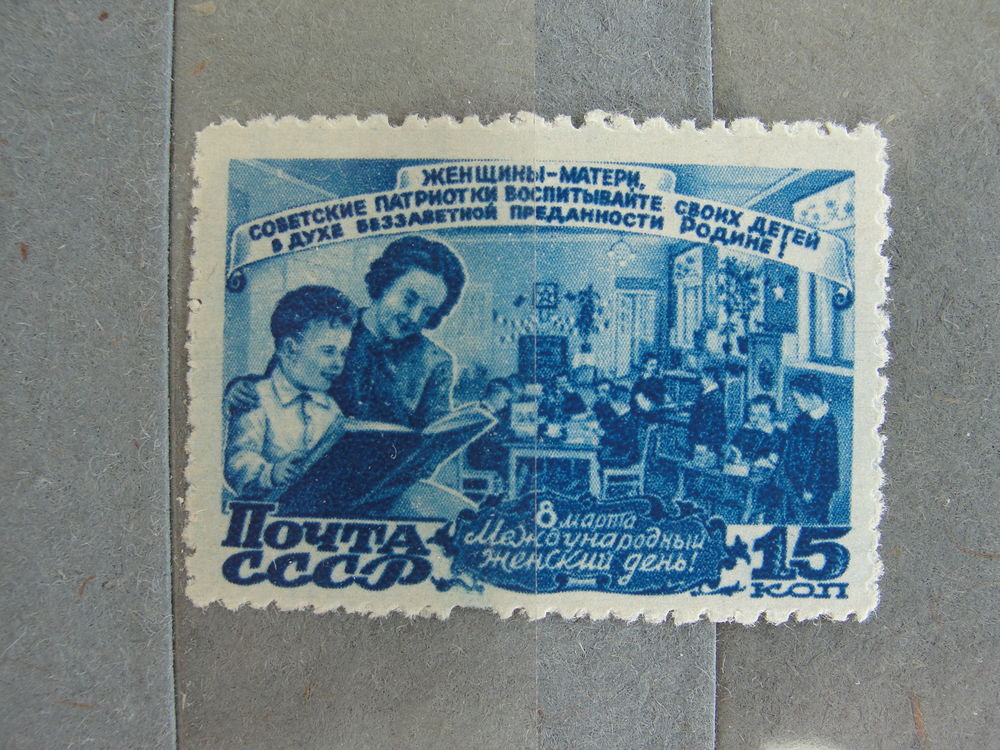 ЖЕНЩИНЫ-МАТЕРИ,
СОВЕТСКИЕ ПАТРИОТКИ ВОСПИТЫВАЙТЕ СВОИХ ДЕТЕЙ
В ДУХЕ БЕЗЗАВЕТНОЙ ПРЕДАННОСТИ РОДИНЕ!
ПОЧТА
СССР
8 марта
Международный
женский день!
15
КОП